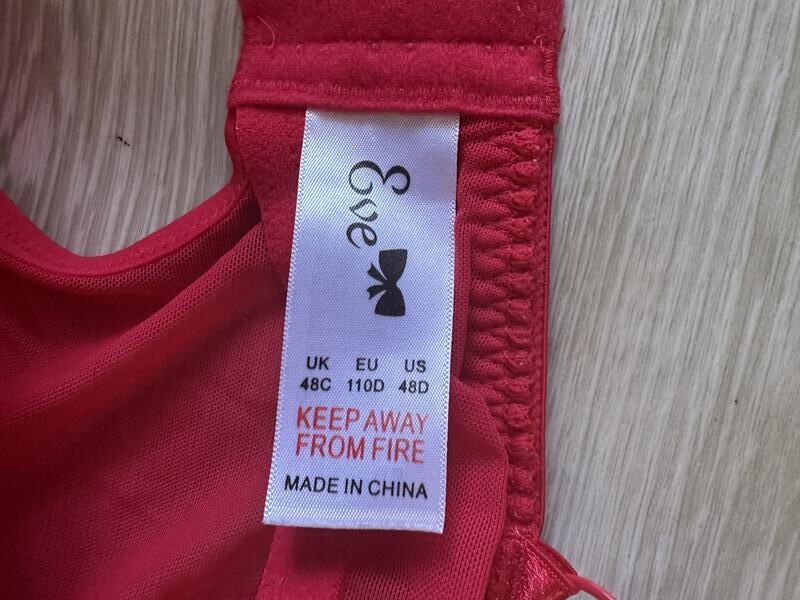 Eve
UK EU US
48C 110D 48D
KEEP AWAY
FROM FIRE
MADE IN CHINA